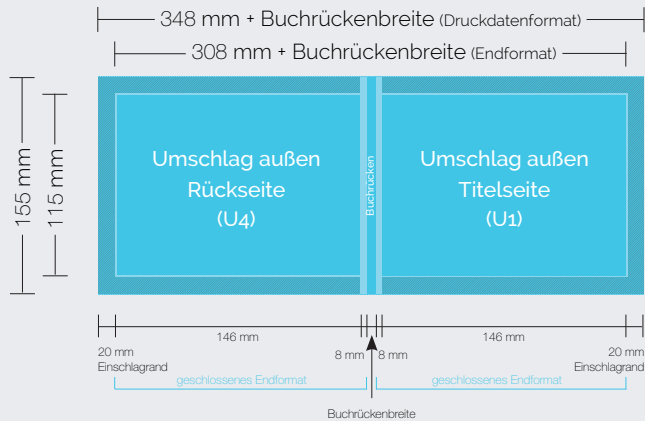 348 mm + Buchrückenbreite (Druckdatenformat)
308 mm + Buchrückenbreite (Endformat)
155 mm
115 mm
Umschlag außen
Rückseite
(U4)
Buchrücken
Umschlag außen
Titelseite
(U1)
146 mm
146 mm
20 mm
Einschlagrand
8 mm
8 mm
20 mm
Einschlagrand
geschlossenes Endformat
geschlossenes Endformat
Buchrückenbreite